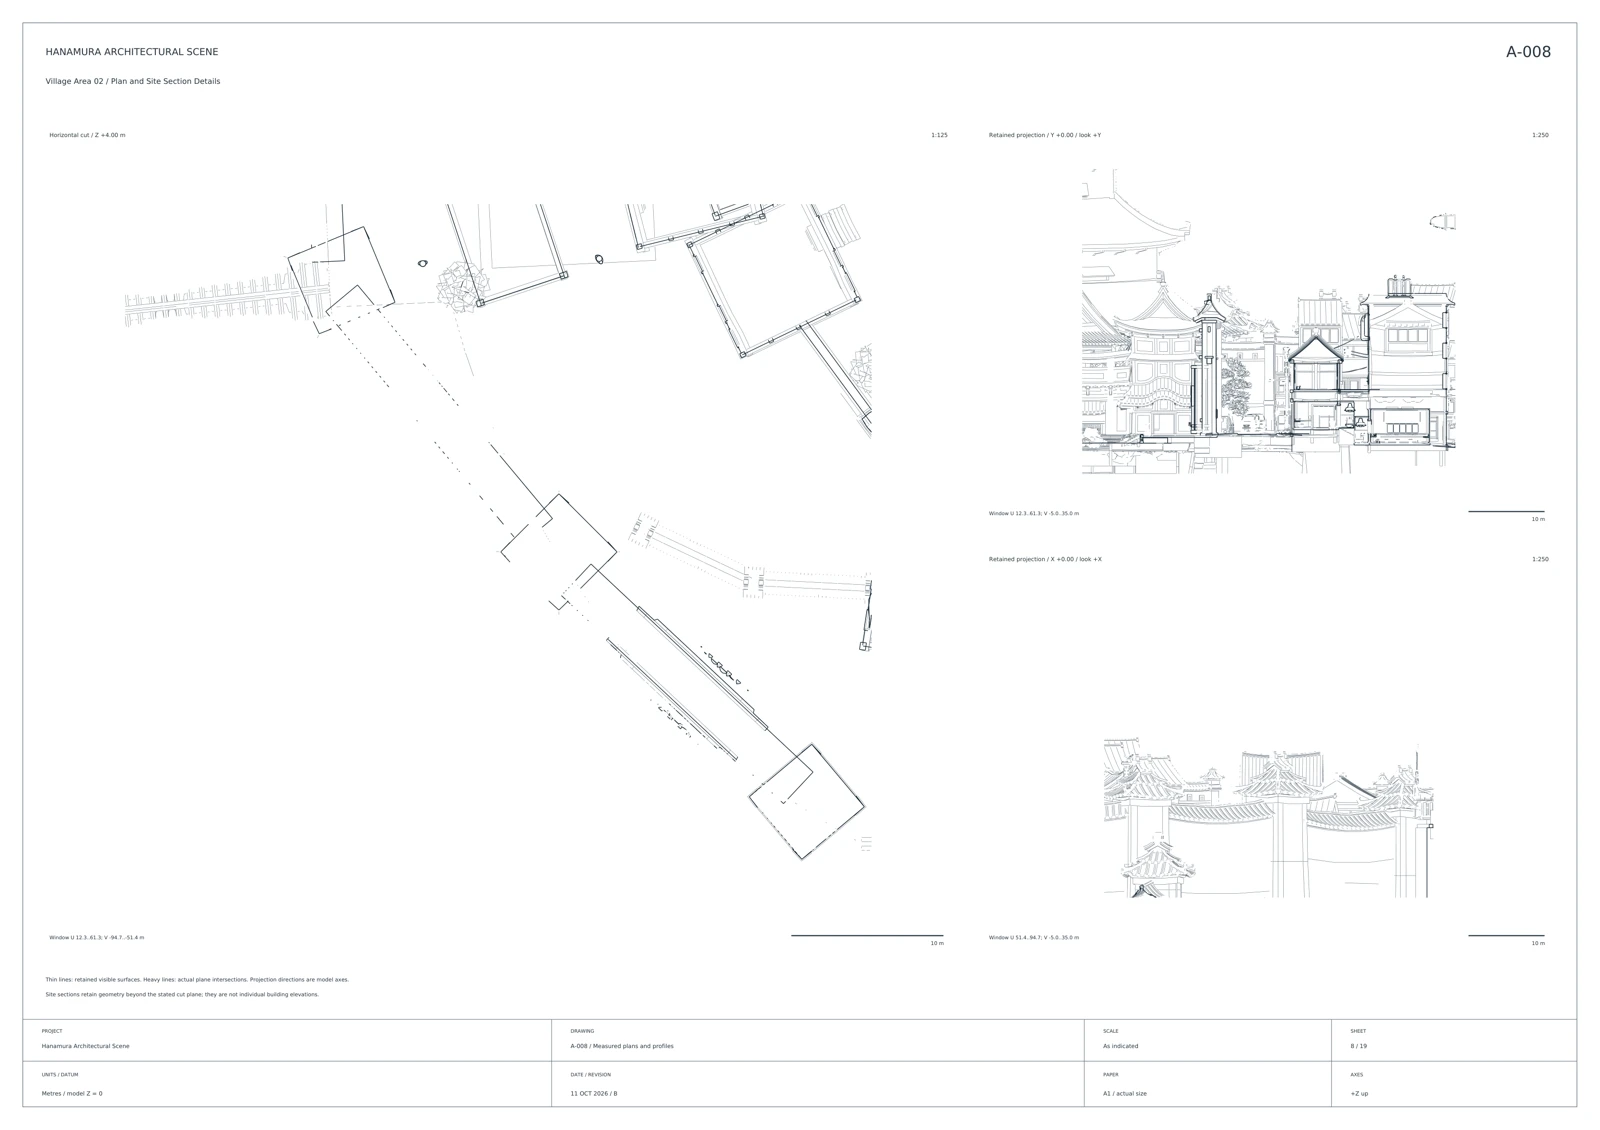 HANAMURA ARCHITECTURAL SCENE
A-008
Village Area 02 / Plan and Site Section Details
Horizontal cut / Z +4.00 m
1:125
Retained projection / Y +0.00 / look +Y
1:250
Window U 12.3..61.3; V -5.0..35.0 m
10 m
Retained projection / X +0.00 / look +X
1:250
Window U 12.3..61.3; V -94.7..-51.4 m
10 m
Window U 51.4..94.7; V -5.0..35.0 m
10 m
Thin lines: retained visible surfaces. Heavy lines: actual plane intersections. Projection directions are model axes.
Site sections retain geometry beyond the stated cut plane; they are not individual building elevations.
PROJECT
Hanamura Architectural Scene
DRAWING
A-008 / Measured plans and profiles
SCALE
As indicated
SHEET
8 / 19
UNITS / DATUM
Metres / model Z = 0
DATE / REVISION
11 OCT 2026 / B
PAPER
A1 / actual size
AXES
+Z up